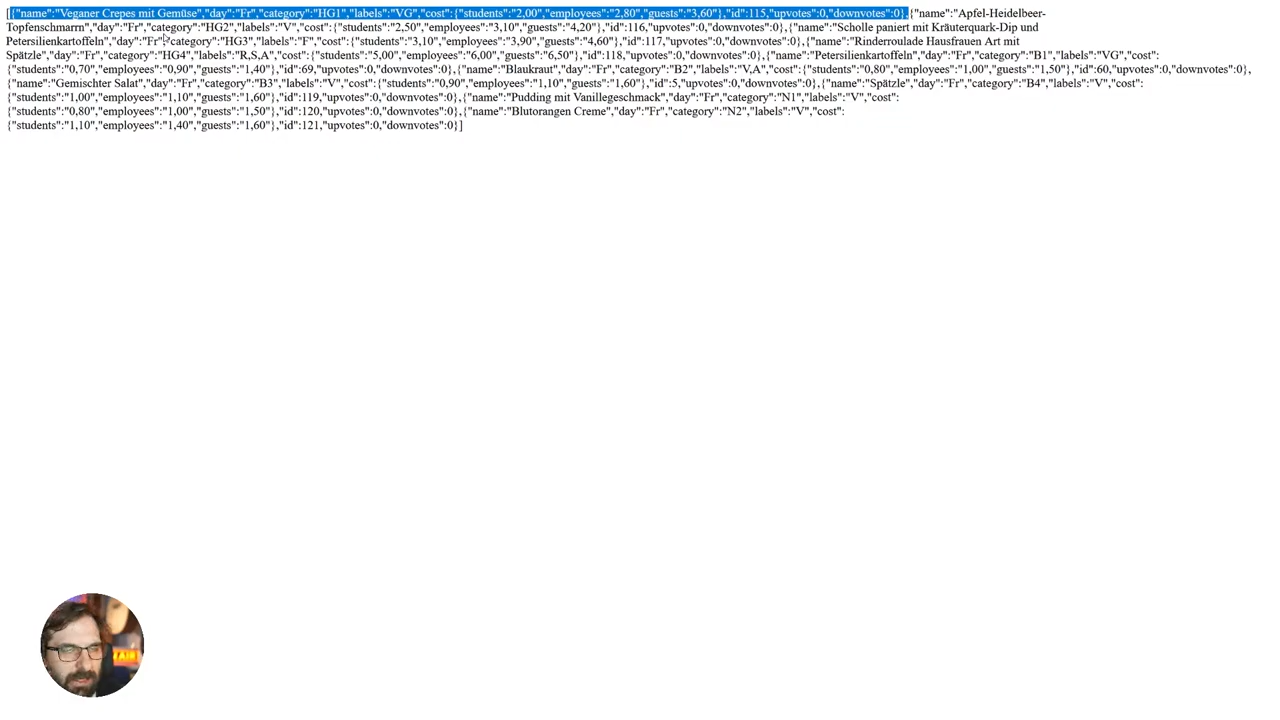 [{"name":"Veganer Crepes mit Gemüse","day":"Fr","category":"HG1","labels":"VG","cost":{"students":"2,00","employees":"2,80","guests":"3,60"},"id":115,"upvotes":0,"downvotes":0},{"name":"Apfel-Heidelbeer-
Topfenschmarrn","day":"Fr","category":"HG2","labels":"V","cost":{"students":"2,50","employees":"3,10","guests":"4,20"},"id":116,"upvotes":0,"downvotes":0},{"name":"Scholle paniert mit Kräuterquark-Dip und
Petersilienkartoffeln","day":"Fr","category":"HG3","labels":"F","cost":{"students":"3,10","employees":"3,90","guests":"4,60"},"id":117,"upvotes":0,"downvotes":0},{"name":"Rinderroulade Hausfrauen Art mit
Spätzle","day":"Fr","category":"HG4","labels":"R,S,A","cost":{"students":"5,00","employees":"6,00","guests":"6,50"},"id":118,"upvotes":0,"downvotes":0},{"name":"Petersilienkartoffeln","day":"Fr","category":"B1","labels":"VG","cost":
{"students":"0,70","employees":"0,90","guests":"1,40"},"id":69,"upvotes":0,"downvotes":0},{"name":"Blaukraut","day":"Fr","category":"B2","labels":"V,A","cost":{"students":"0,80","employees":"1,00","guests":"1,50"},"id":60,"upvotes":0,"downvotes":0},
{"name":"Gemischter Salat","day":"Fr","category":"B3","labels":"V","cost":{"students":"0,90","employees":"1,10","guests":"1,60"},"id":5,"upvotes":0,"downvotes":0},{"name":"Spätzle","day":"Fr","category":"B4","labels":"V","cost":
{"students":"1,00","employees":"1,10","guests":"1,60"},"id":119,"upvotes":0,"downvotes":0},{"name":"Pudding mit Vanillegeschmack","day":"Fr","category":"N1","labels":"V","cost":
{"students":"0,80","employees":"1,00","guests":"1,50"},"id":120,"upvotes":0,"downvotes":0},{"name":"Blutorangen Creme","day":"Fr","category":"N2","labels":"V","cost":
{"students":"1,10","employees":"1,40","guests":"1,60"},"id":121,"upvotes":0,"downvotes":0}]